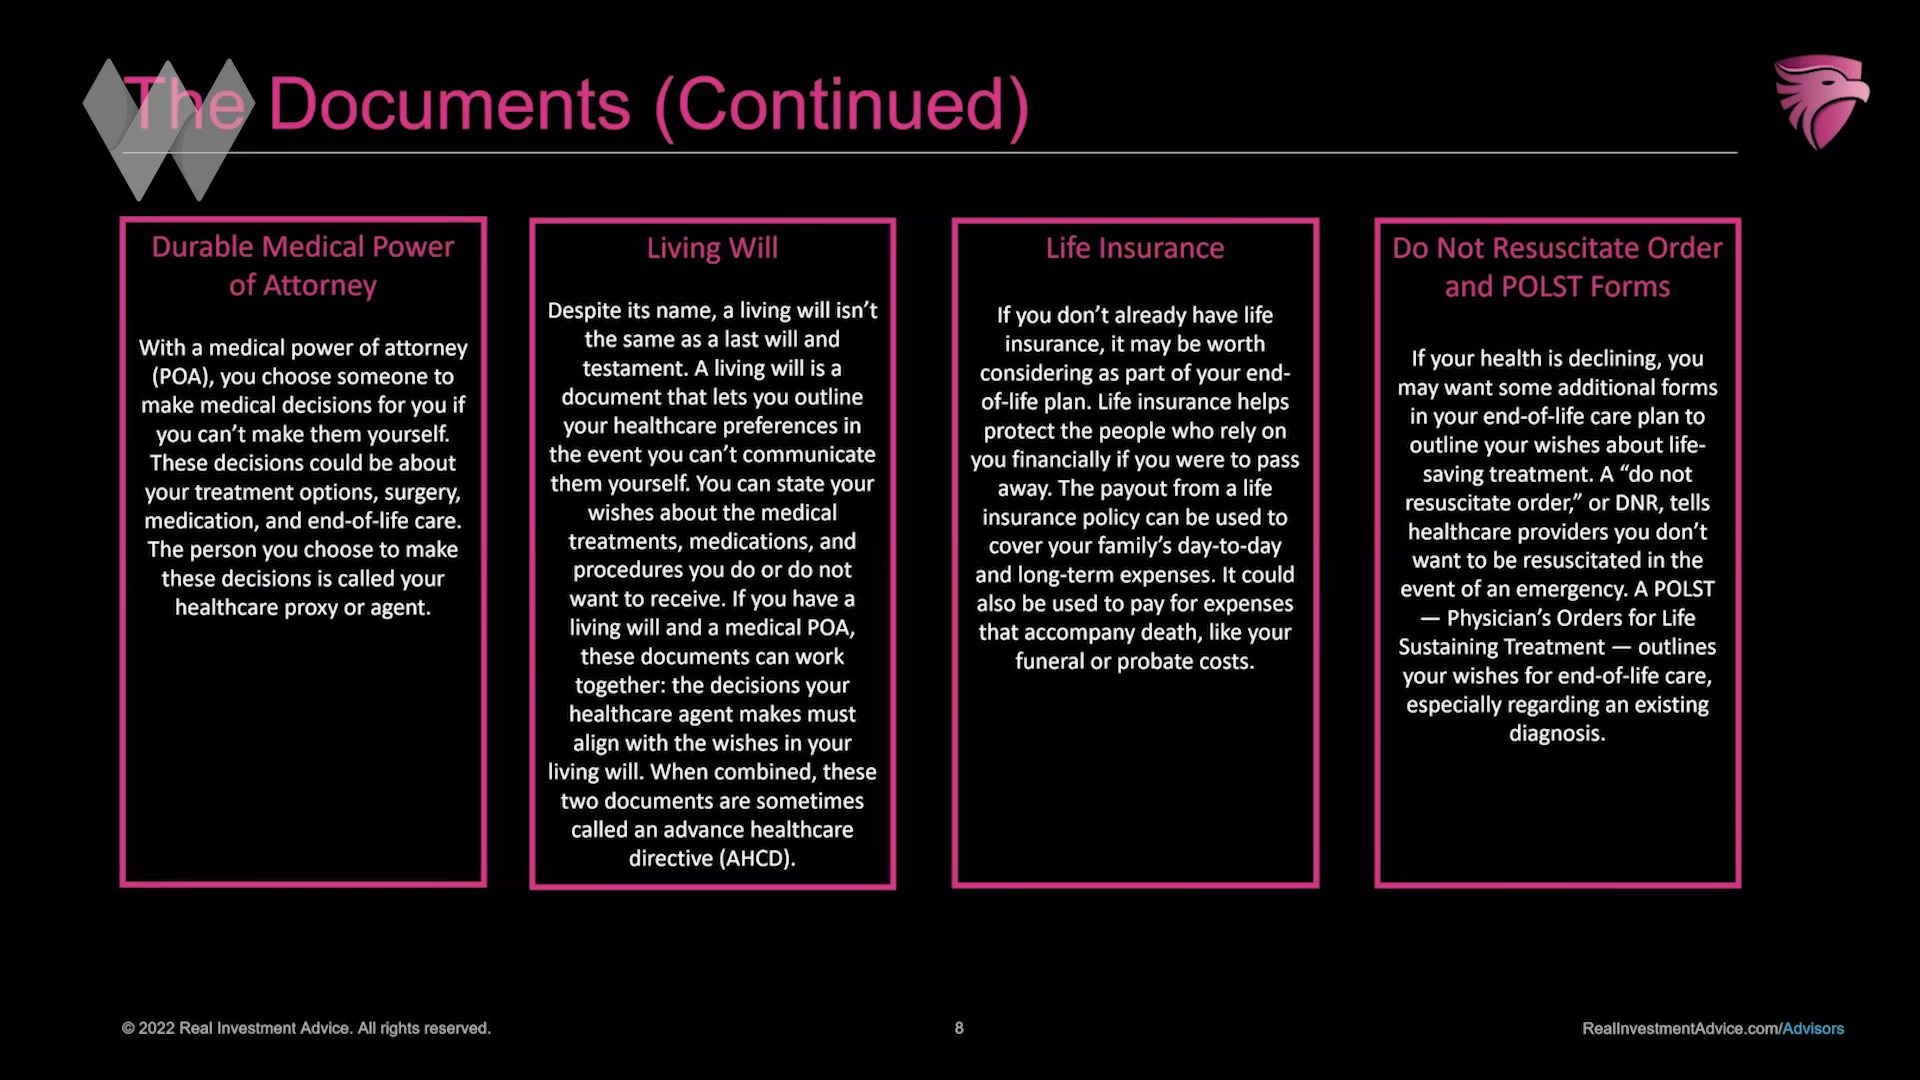 The Documents (Continued)
Durable Medical Power
of Attorney
With a medical power of attorney
(POA), you choose someone to
make medical decisions for you if
you can’t make them yourself.
These decisions could be about
your treatment options, surgery,
medication, and end-of-life care.
The person you choose to make
these decisions is called your
healthcare proxy or agent.
Living Will
Despite its name, a living will isn’t
the same as a last will and
testament. A living will is a
document that lets you outline
your healthcare preferences in
the event you can’t communicate
them yourself. You can state your
wishes about the medical
treatments, medications, and
procedures you do or do not
want to receive. If you have a
living will and a medical POA,
these documents can work
together: the decisions your
healthcare agent makes must
align with the wishes in your
living will. When combined, these
two documents are sometimes
called an advance healthcare
directive (AHCD).
Life Insurance
If you don’t already have life
insurance, it may be worth
considering as part of your end-
of-life plan. Life insurance helps
protect the people who rely on
you financially if you were to pass
away. The payout from a life
insurance policy can be used to
cover your family’s day-to-day
and long-term expenses. It could
also be used to pay for expenses
that accompany death, like your
funeral or probate costs.
Do Not Resuscitate Order
and POLST Forms
If your health is declining, you
may want some additional forms
in your end-of-life care plan to
outline your wishes about life-
saving treatment. A “do not
resuscitate order,” or DNR, tells
healthcare providers you don’t
want to be resuscitated in the
event of an emergency. A POLST
— Physician’s Orders for Life
Sustaining Treatment — outlines
your wishes for end-of-life care,
especially regarding an existing
diagnosis.
© 2022 Real Investment Advice. All rights reserved.
8
RealInvestmentAdvice.com/Advisors